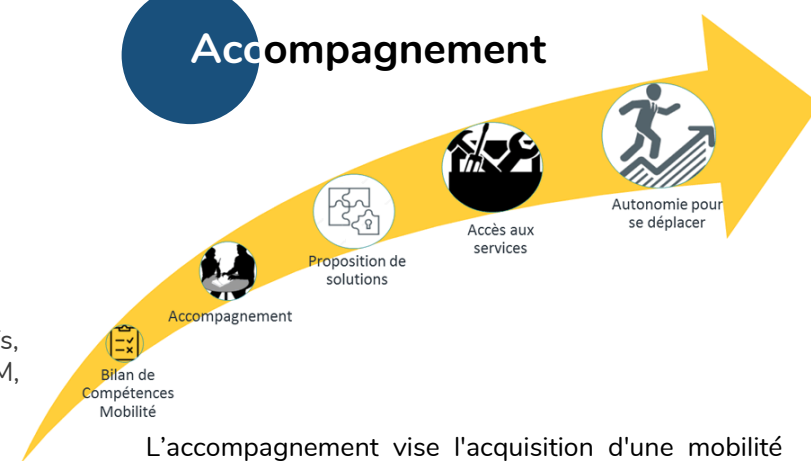 Accompagnement
Autonomie pour
se déplacer
Accès aux
services
Proposition de
solutions
Accompagnement
Bilan de
Compétences
Mobilité
L'accompagnement vise l'acquisition d'une mobilité